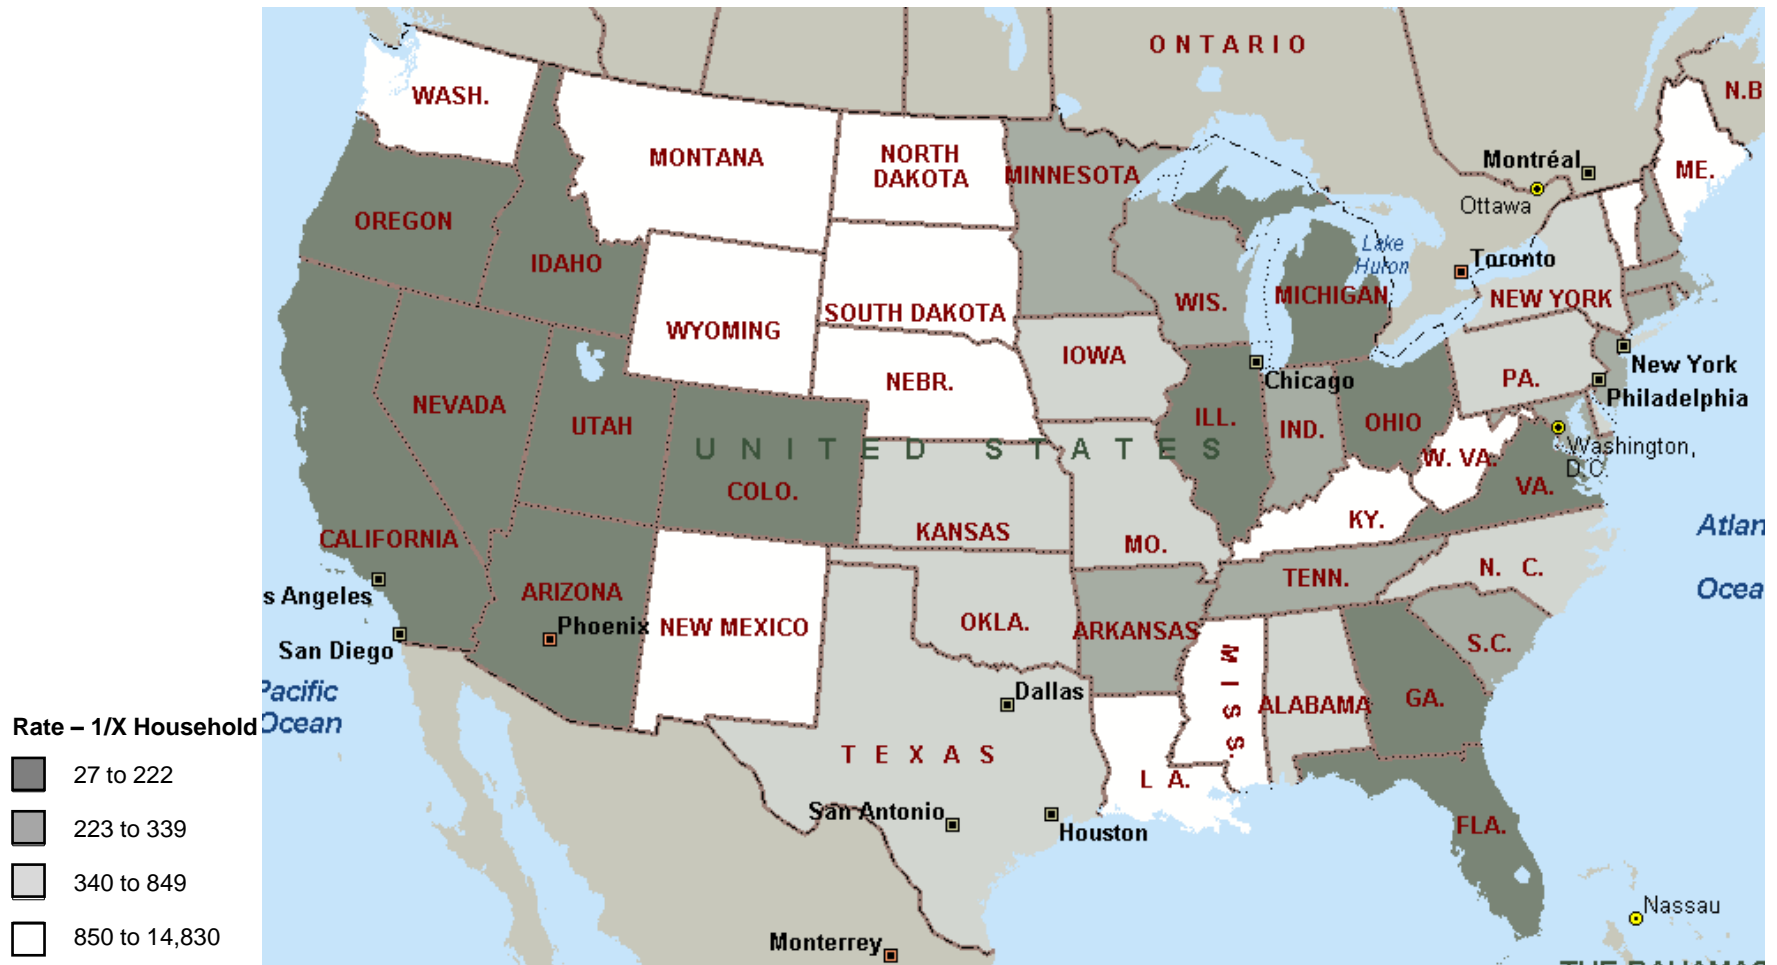 ONTARIO
N.B
WASH.
MONTANA
NORTH
DAKOTA
MINNESOTA
Montréal
ME.
Ottawa
OREGON
IDAHO
Lake
Huron
Toronto
WYOMING
SOUTH DAKOTA
WIS.
MICHIGAN
NEW YORK
IOWA
NEBR.
Chicago
PA.
New York
Philadelphia
NEVADA
UTAH
ILL.
IND.
OHIO
UNITED STATES
W. VA.
Washington,
D.C.
COLO.
VA.
CALIFORNIA
KANSAS
MO.
KY.
Atlan
Ocea
s Angeles
ARIZONA
Phoenix
NEW MEXICO
OKLA.
ARKANSAS
TENN.
N. C.
S.C.
San Diego
Pacific
Ocean
Dallas
MISS.
ALABAMA
GA.
TEXAS
LA.
San Antonio
Houston
FLA.
Monterrey
Nassau
THE BAHAMAS
Rate – 1/X Household
27 to 222
223 to 339
340 to 849
850 to 14,830